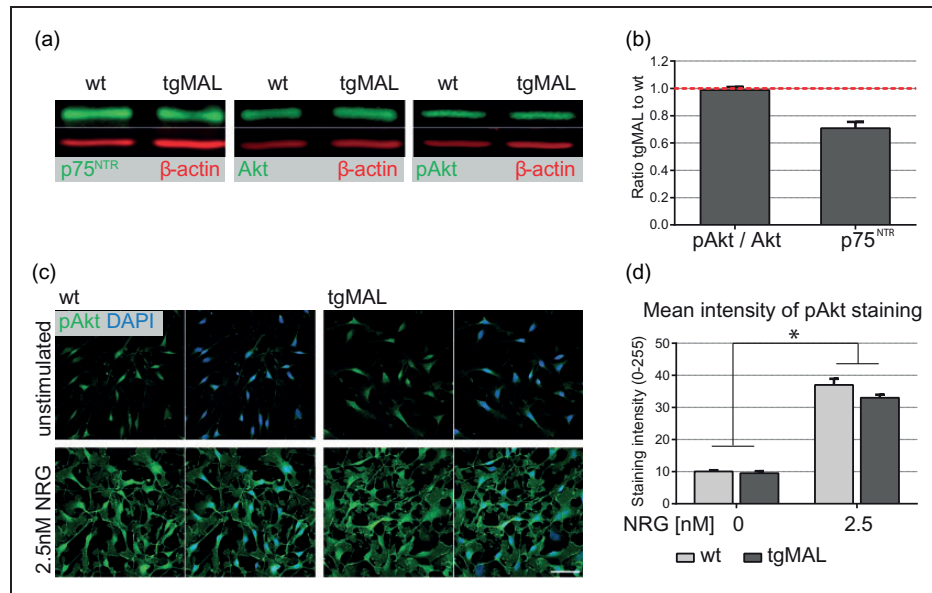 (a)
wt tgMAL wt tgMAL wt tgMAL
p75NTR β-actin Akt β-actin pAkt β-actin
(b)
Ratio tgMAL to wt
1.2
1.0
0.8
0.6
0.4
0.2
0.0
pAkt / Akt p75NTR
(c)
wt tgMAL
pAkt DAPI
unstimulated
2.5nM NRG
(d)
Mean intensity of pAkt staining
Staining intensity (0-255)
50
40
30
20
10
0
*
NRG [nM] 0 2.5
wt tgMAL